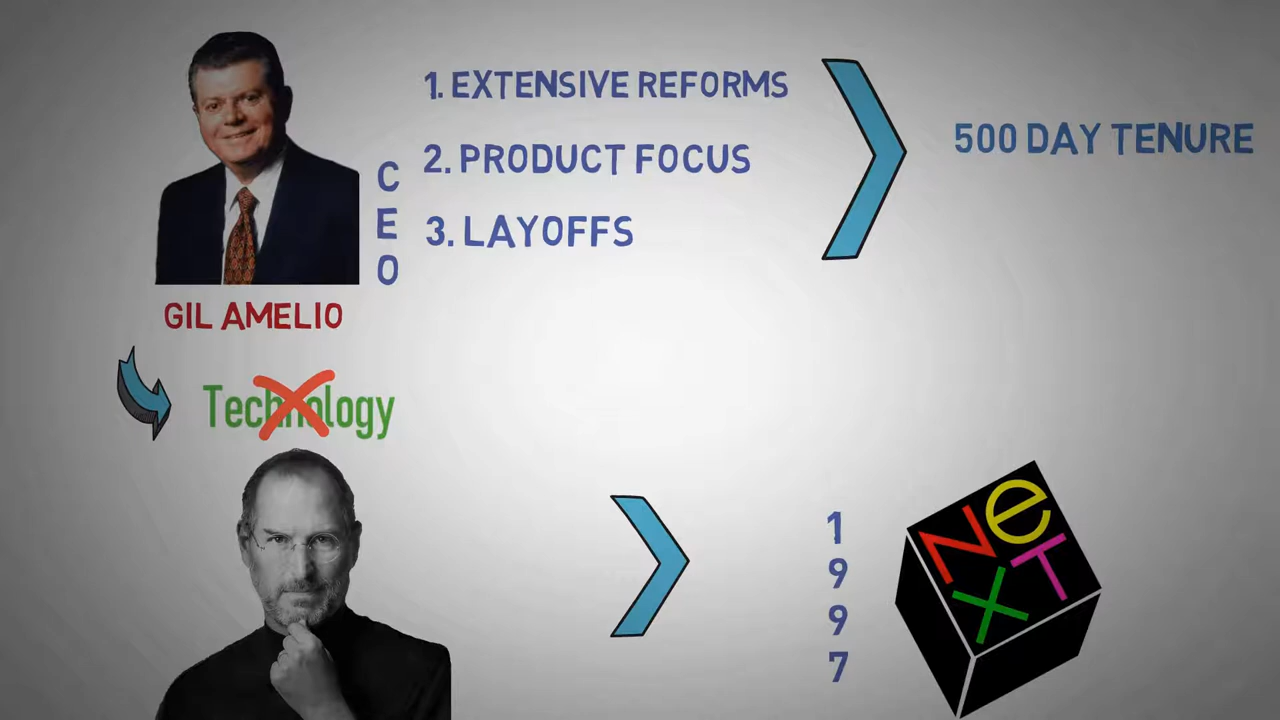 1. EXTENSIVE REFORMS
2. PRODUCT FOCUS
3. LAYOFFS
CEO
500 DAY TENURE
GIL AMELIO
Technology
1997
NeXT